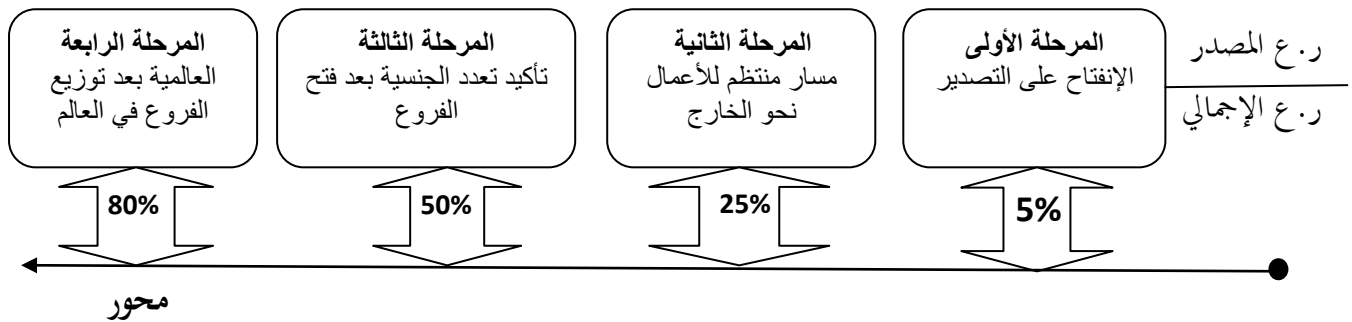 ر.ع المصدر
ر.ع الإجمالي
المرحلة الأولى
الإنفتاح على التصدير
المرحلة الثانية
مسار منتظم للأعمال
نحو الخارج
المرحلة الثالثة
تأكيد تعدد الجنسية بعد فتح
الفروع
المرحلة الرابعة
العالمية بعد توزيع
الفروع في العالم
5%
25%
50%
80%
محور